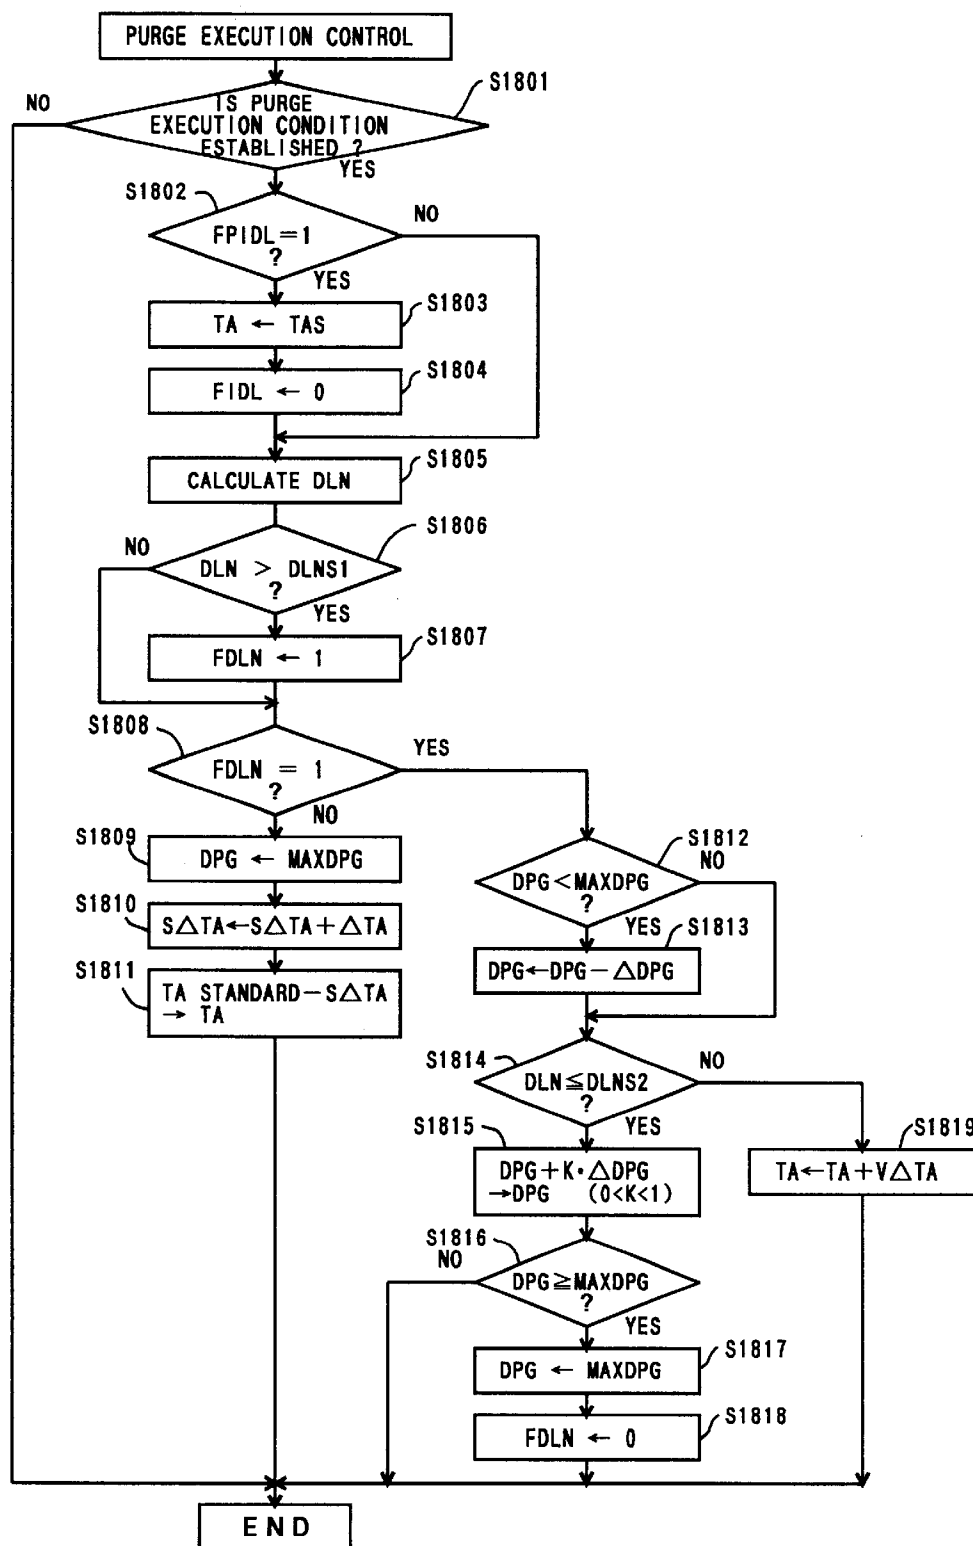 PURGE EXECUTION CONTROL
S1801
NO
IS PURGE
EXECUTION CONDITION
ESTABLISHED ?
YES
S1802
NO
FPIDL=1
?
YES
S1803
TA ← TAS
S1804
FIDL ← 0
S1805
CALCULATE DLN
S1806
NO
DLN > DLNS1
?
YES
S1807
FDLN ← 1
S1808
YES
FDLN = 1
?
NO
S1809
DPG ← MAXDPG
S1810
S△TA←S△TA+△TA
S1811
TA STANDARD−S△TA
→ TA
S1812
NO
DPG<MAXDPG
?
YES
S1813
DPG←DPG−△DPG
S1814
NO
DLN≦DLNS2
?
YES
S1815
DPG+K·△DPG
→DPG (0<K<1)
S1819
TA←TA+V△TA
S1816
NO
DPG≧MAXDPG
?
YES
S1817
DPG ← MAXDPG
S1818
FDLN ← 0
END